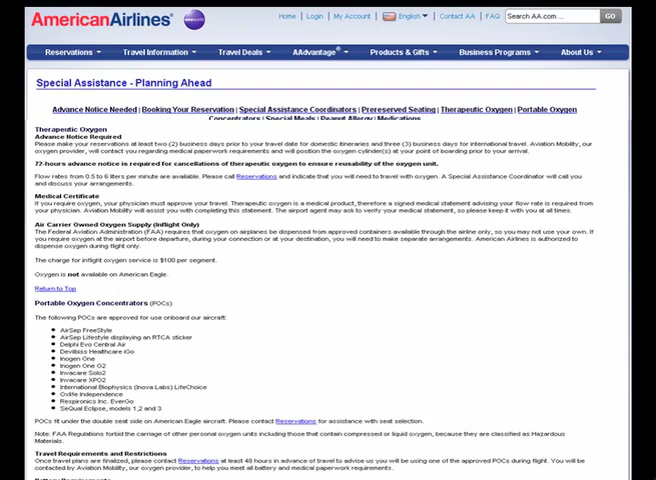 AmericanAirlines®
Home | Login | My Account | English | Contact AA | FAQ
Search AA.com ... GO
Reservations Travel Information Travel Deals AAdvantage® Products & Gifts Business Programs About Us
Special Assistance - Planning Ahead
Advance Notice Needed | Booking Your Reservation | Special Assistance Coordinators | Prereserved Seating | Therapeutic Oxygen | Portable Oxygen
Concentrators | Special Meals | Peanut Allergy | Medications
Therapeutic Oxygen
Advance Notice Required
Please make your reservations at least two (2) business days prior to your travel date for domestic itineraries and three (3) business days for international travel. Aviation Mobility, our
oxygen provider, will contact you regarding medical paperwork requirements and will position the oxygen cylinder(s) at your point of boarding prior to your arrival.
72-hours advance notice is required for cancellations of therapeutic oxygen to ensure reusability of the oxygen unit.
Flow rates from 0.5 to 6 liters per minute are available. Please call Reservations and indicate that you will need to travel with oxygen. A Special Assistance Coordinator will call you
and discuss your arrangements.
Medical Certificate
If you require oxygen, your physician must approve your travel. Therapeutic oxygen is a medical product, therefore a signed medical statement advising your flow rate is required from
your physician. Aviation Mobility will assist you with completing this statement. The airport agent may ask to verify your medical statement, so please keep it with you at all times.
Air Carrier Owned Oxygen Supply (Inflight Only)
The Federal Aviation Administration (FAA) requires that oxygen on airplanes be dispensed from approved containers available through the airline only, so you may not use your own. If
you require oxygen at the airport before departure, during your connection or at your destination, you will need to make separate arrangements. American Airlines is authorized to
dispense oxygen during flight only.
The charge for inflight oxygen service is $100 per segment.
Oxygen is not available on American Eagle.
Return to Top
Portable Oxygen Concentrators (POCs)
The following POCs are approved for use onboard our aircraft:
AirSep FreeStyle
AirSep Lifestyle displaying an RTCA sticker
Delphi Evo Central Air
Devilbiss Healthcare iGo
Inogen One
Inogen One G2
Invacare Solo2
Invacare XPO2
International Biophysics (Inova Labs) LifeChoice
Oxlife Independence
Respironics Inc. EverGo
SeQual Eclipse, models 1,2 and 3
POCs fit under the double seat side on American Eagle aircraft. Please contact Reservations for assistance with seat selection.
Note: FAA Regulations forbid the carriage of other personal oxygen units including those that contain compressed or liquid oxygen, because they are classified as Hazardous
Materials.
Travel Requirements and Restrictions
Once travel plans are finalized, please contact Reservations at least 48 hours in advance of travel to advise us you will be using one of the approved POCs during flight. You will be
contacted by Aviation Mobility, our oxygen provider, to help you meet all battery and medical paperwork requirements.
Battery Requirements